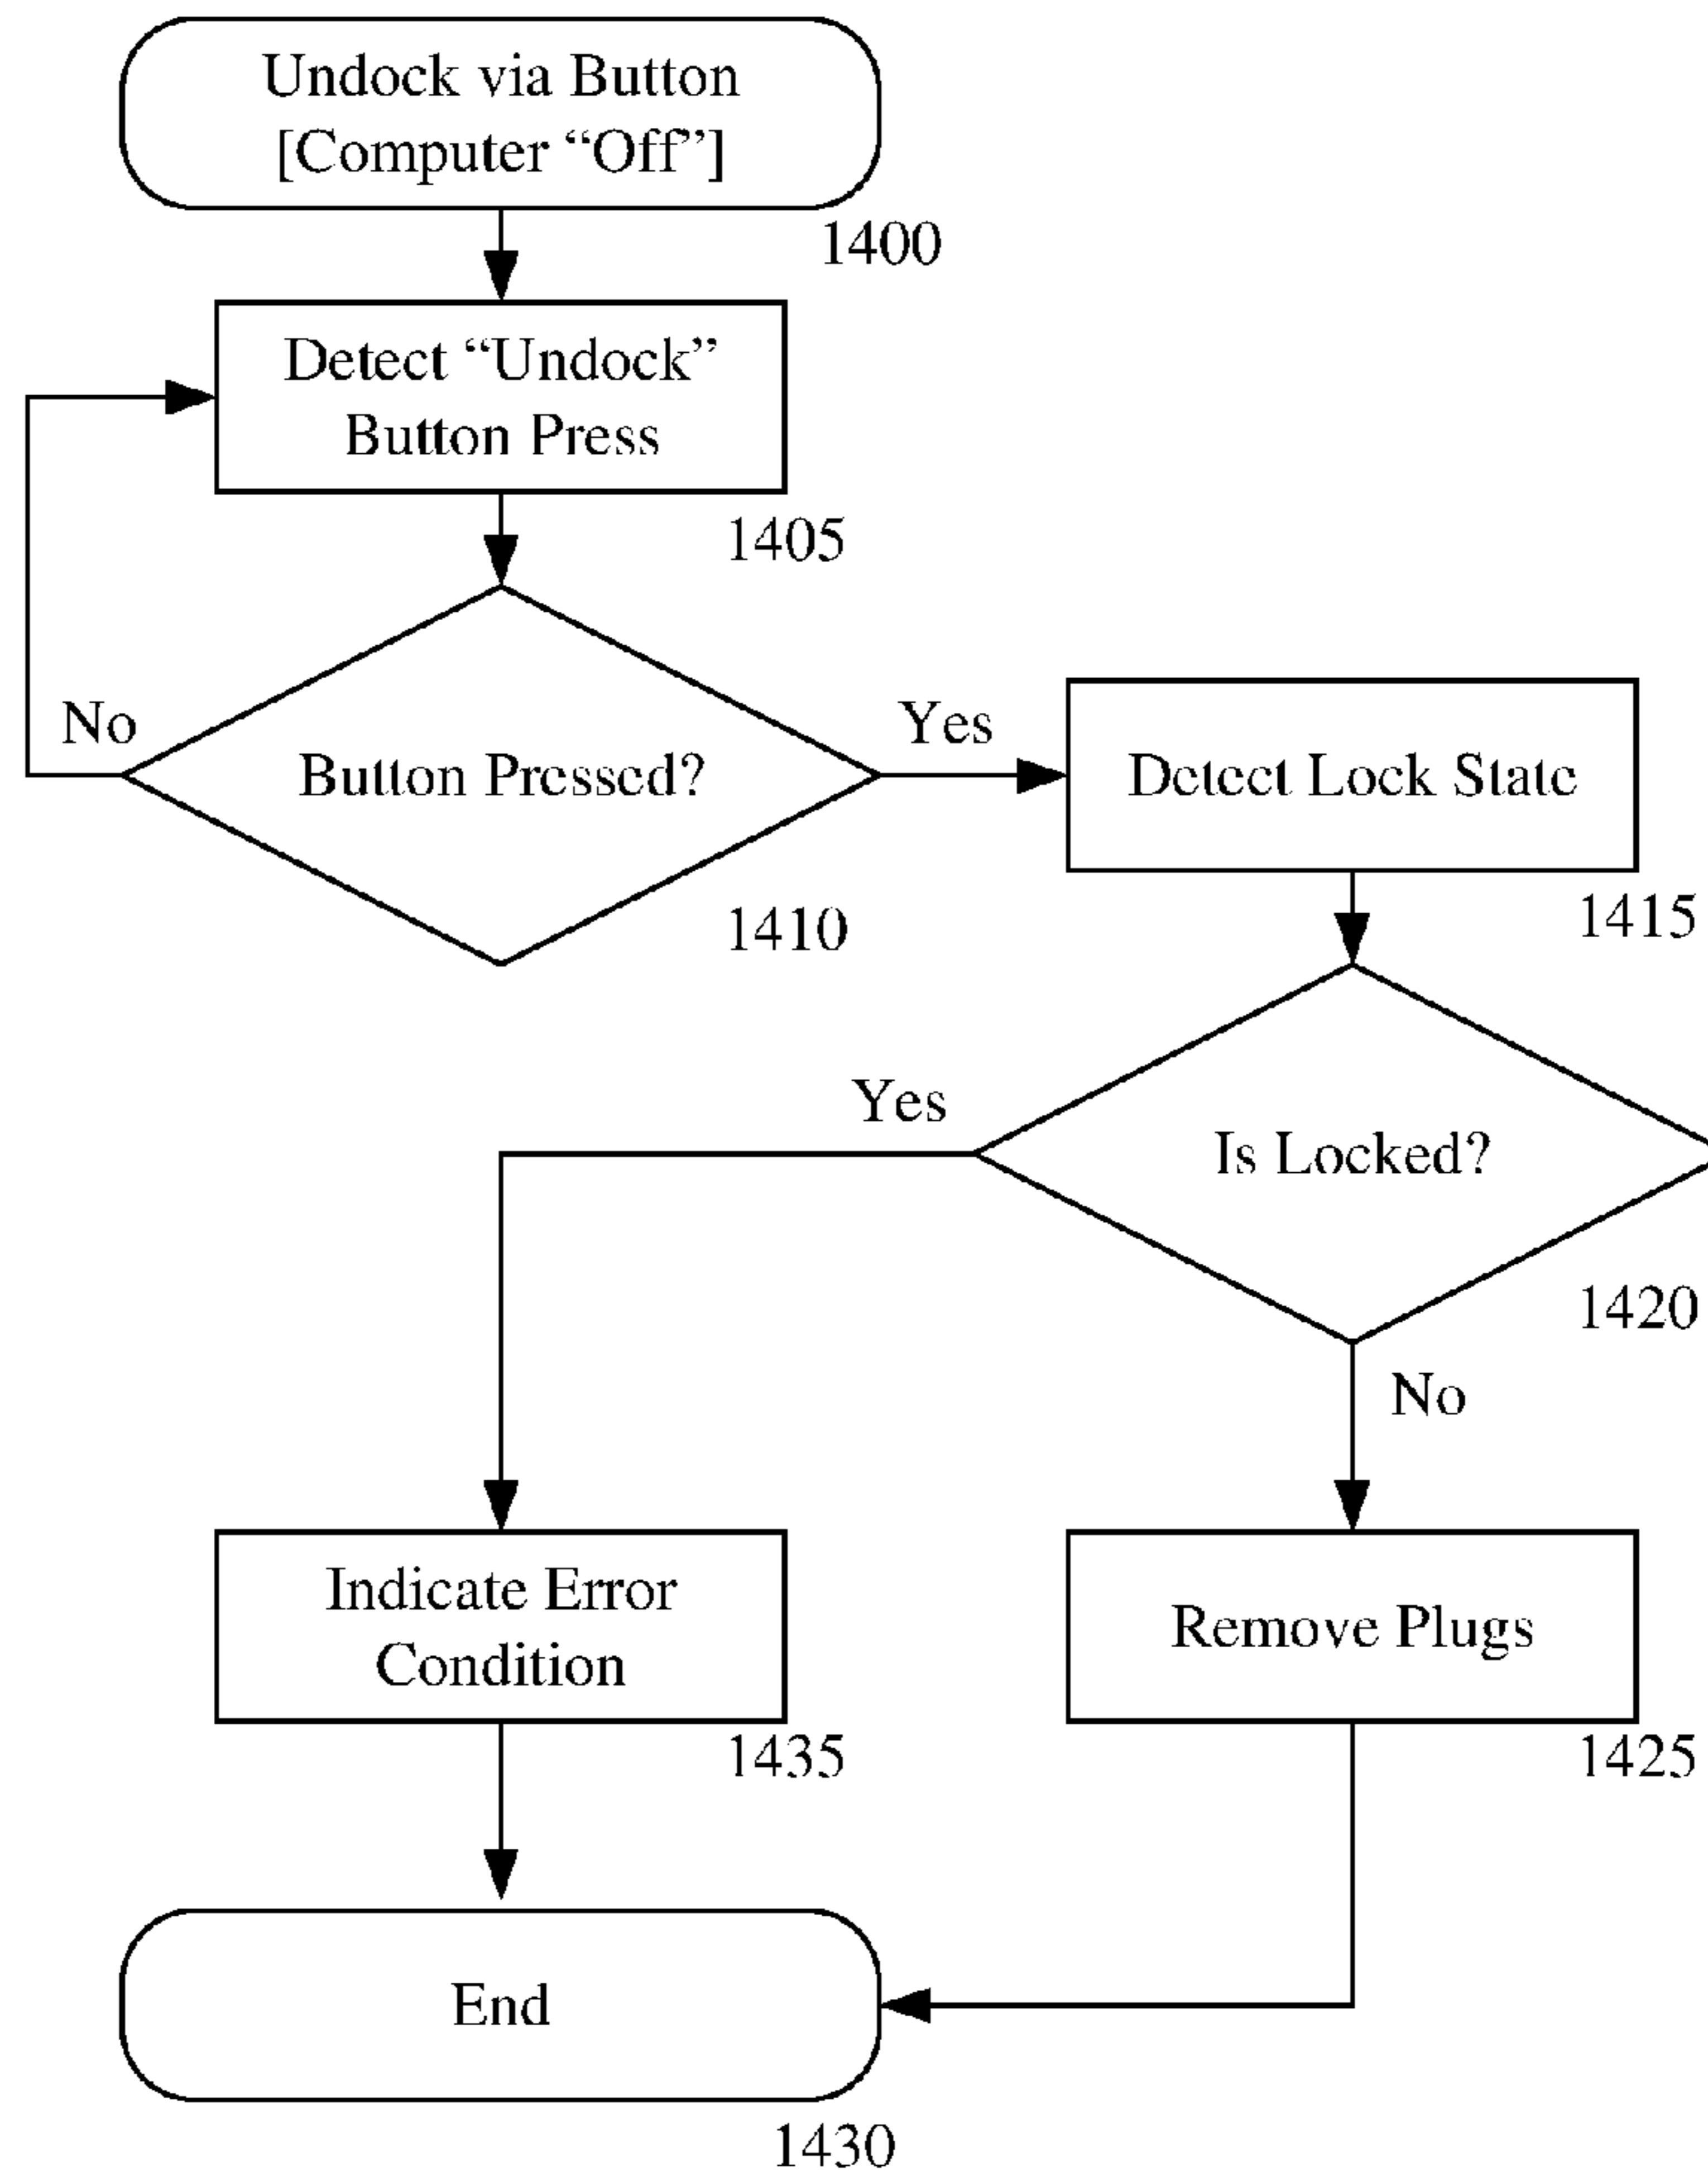 Undock via Button
[Computer “Off”]
1400
Detect “Undock”
Button Press
1405
No
Button Pressed?
Yes
1410
Detect Lock State
1415
Yes
Is Locked?
1420
No
Indicate Error
Condition
1435
Remove Plugs
1425
End
1430